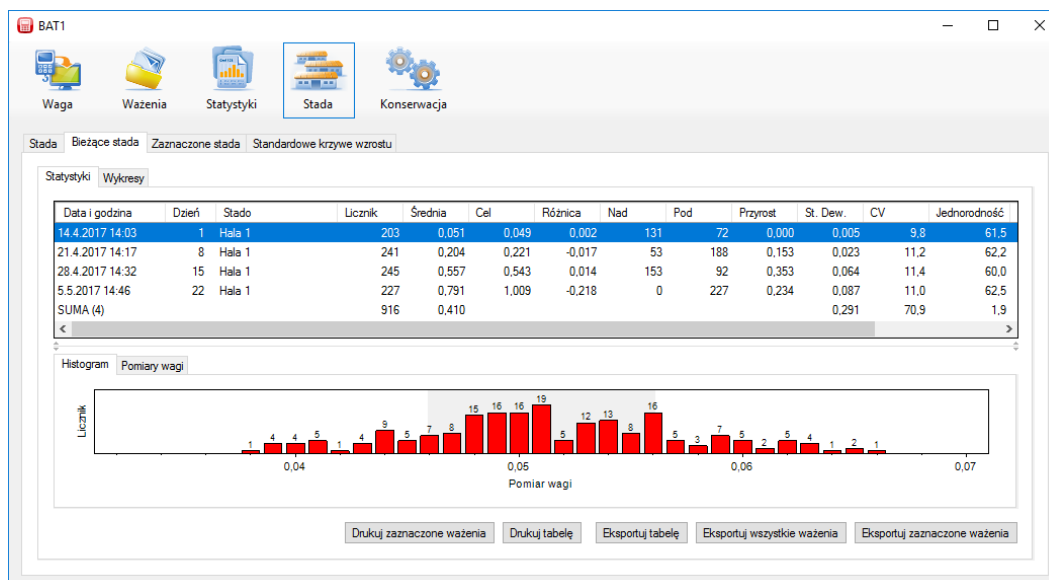 BAT1
Waga Ważenia Statystyki Stada Konserwacja
Stada Bieżące stada Zaznaczone stada Standardowe krzywe wzrostu
Statystyki Wykresy
Data i godzina Dzień Stado Licznik Średnia Cel Różnica Nad Pod Przyrost St. Dew. CV Jednorodność
14.4.2017 14:03 1 Hala 1 203 0,051 0,049 0,002 131 72 0,000 0,005 9,8 61,5
21.4.2017 14:17 8 Hala 1 241 0,204 0,221 -0,017 53 188 0,153 0,023 11,2 62,2
28.4.2017 14:32 15 Hala 1 245 0,557 0,543 0,014 153 92 0,353 0,064 11,4 60,0
5.5.2017 14:46 22 Hala 1 227 0,791 1,009 -0,218 0 227 0,234 0,087 11,0 62,5
SUMA (4) 916 0,410 0,291 70,9 1,9
Histogram Pomiary wagi
Licznik
1 4 4 5 1 4 9 5 7 8 15 16 16 19 5 12 13 8 16 5 3 7 5 2 5 4 1 2 1
0,04 0,05 0,06 0,07
Pomiar wagi
Drukuj zaznaczone ważenia Drukuj tabelę Eksportuj tabelę Eksportuj wszystkie ważenia Eksportuj zaznaczone ważenia